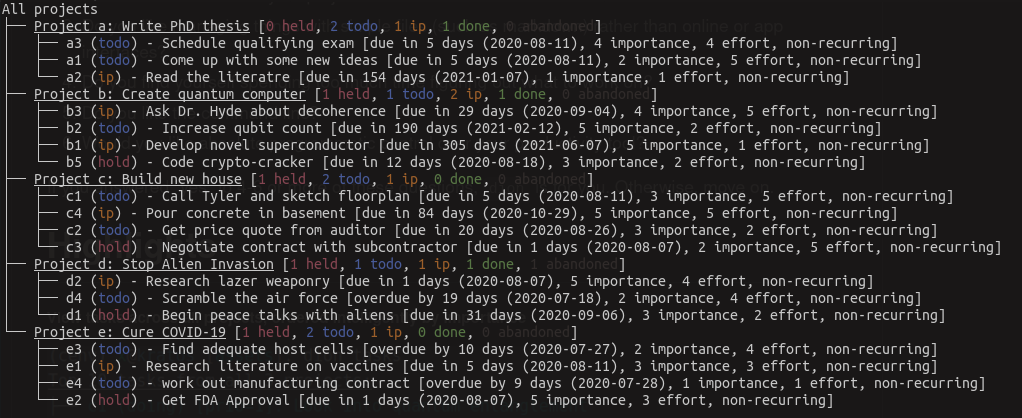 All projects
├── Project a: Write PhD thesis [0 held, 2 todo, 1 ip, 1 done, 0 abandoned]
│   ├── a3 (todo) - Schedule qualifying exam [due in 5 days (2020-08-11), 4 importance, 4 effort, non-recurring]
│   ├── a1 (todo) - Come up with some new ideas [due in 5 days (2020-08-11), 2 importance, 5 effort, non-recurring]
│   └── a2 (ip) - Read the literatre [due in 154 days (2021-01-07), 1 importance, 1 effort, non-recurring]
├── Project b: Create quantum computer [1 held, 1 todo, 2 ip, 1 done, 0 abandoned]
│   ├── b3 (ip) - Ask Dr. Hyde about decoherence [due in 29 days (2020-09-04), 4 importance, 5 effort, non-recurring]
│   ├── b2 (todo) - Increase qubit count [due in 190 days (2021-02-12), 5 importance, 2 effort, non-recurring]
│   ├── b1 (ip) - Develop novel superconductor [due in 305 days (2021-06-07), 5 importance, 1 effort, non-recurring]
│   └── b5 (hold) - Code crypto-cracker [due in 12 days (2020-08-18), 3 importance, 2 effort, non-recurring]
├── Project c: Build new house [1 held, 2 todo, 1 ip, 0 done, 0 abandoned]
│   ├── c1 (todo) - Call Tyler and sketch floorplan [due in 5 days (2020-08-11), 3 importance, 5 effort, non-recurring]
│   ├── c4 (ip) - Pour concrete in basement [due in 84 days (2020-10-29), 5 importance, 5 effort, non-recurring]
│   ├── c2 (todo) - Get price quote from auditor [due in 20 days (2020-08-26), 3 importance, 2 effort, non-recurring]
│   └── c3 (hold) - Negotiate contract with subcontractor [due in 1 days (2020-08-07), 2 importance, 5 effort, non-recurring]
├── Project d: Stop Alien Invasion [1 held, 1 todo, 1 ip, 1 done, 1 abandoned]
│   ├── d2 (ip) - Research lazer weaponry [due in 1 days (2020-08-07), 5 importance, 4 effort, non-recurring]
│   ├── d4 (todo) - Scramble the air force [overdue by 19 days (2020-07-18), 2 importance, 4 effort, non-recurring]
│   └── d1 (hold) - Begin peace talks with aliens [due in 31 days (2020-09-06), 3 importance, 2 effort, non-recurring]
└── Project e: Cure COVID-19 [1 held, 2 todo, 1 ip, 0 done, 0 abandoned]
    ├── e3 (todo) - Find adequate host cells [overdue by 10 days (2020-07-27), 2 importance, 4 effort, non-recurring]
    ├── e1 (ip) - Research literature on vaccines [due in 5 days (2020-08-11), 3 importance, 3 effort, non-recurring]
    ├── e4 (todo) - work out manufacturing contract [overdue by 9 days (2020-07-28), 1 importance, 1 effort, non-recurring]
    └── e2 (hold) - Get FDA Approval [due in 1 days (2020-08-07), 5 importance, 3 effort, non-recurring]